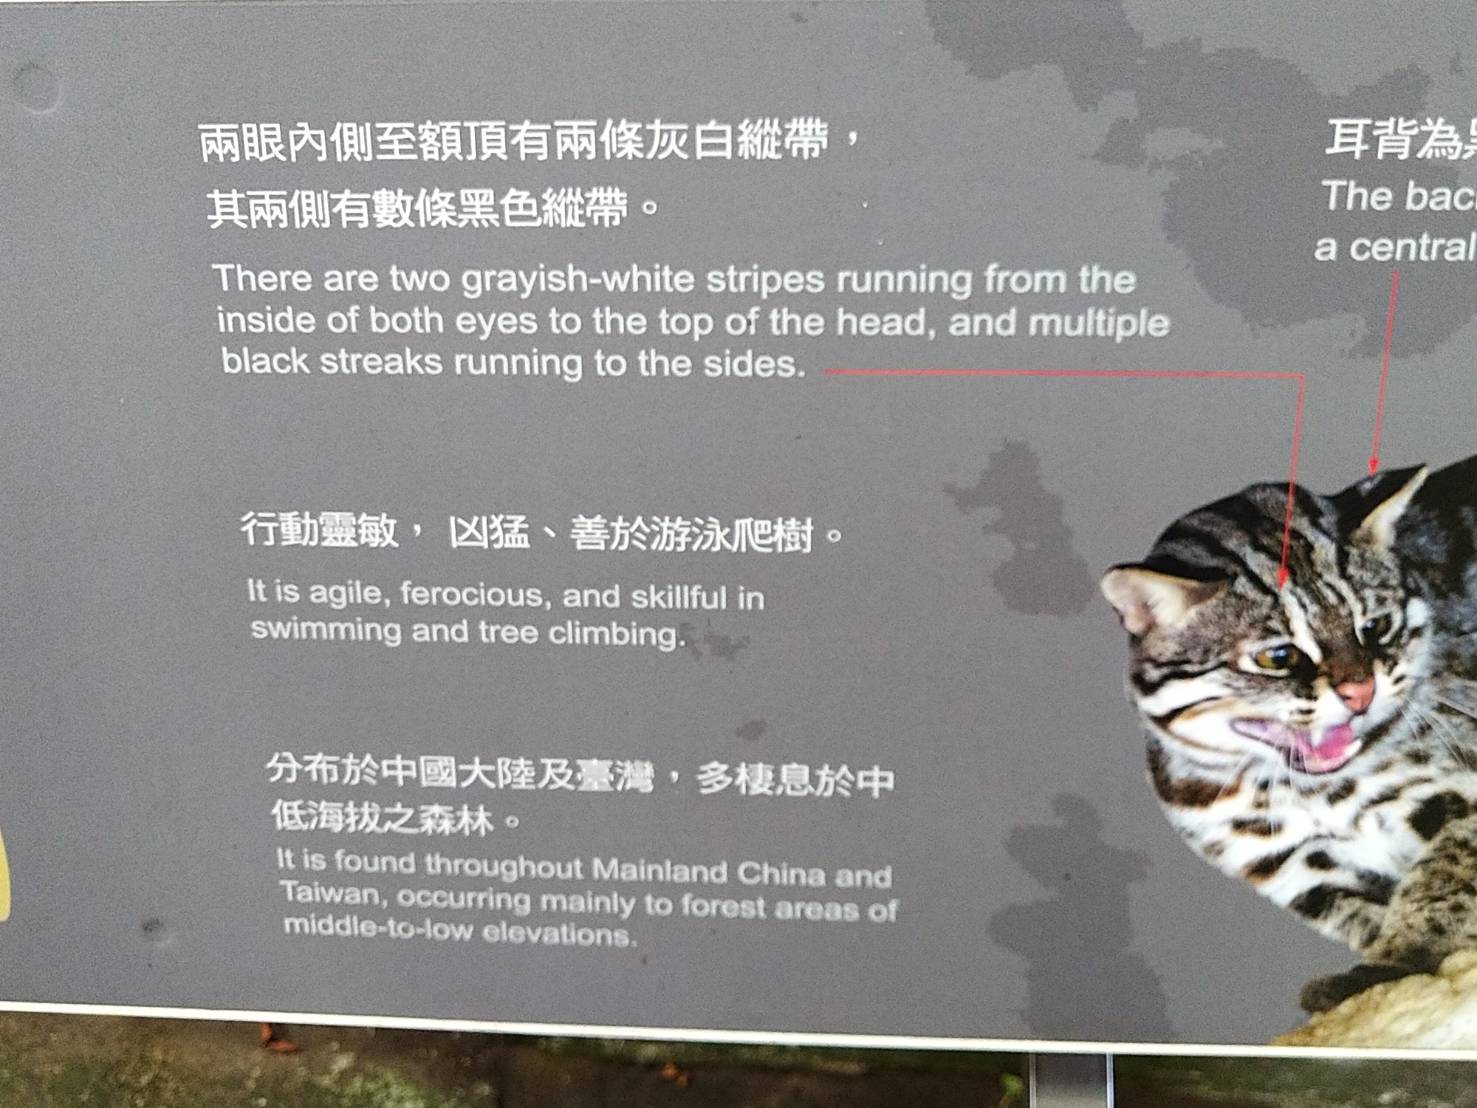 兩眼內側至額頂有兩條灰白縱帶，
其兩側有數條黑色縱帶。
There are two grayish-white stripes running from the
inside of both eyes to the top of the head, and multiple
black streaks running to the sides.
耳背為
The
a central
行動靈敏， 凶猛、善於游泳爬樹。
It is agile, ferocious, and skillful in
swimming and tree climbing.
分布於中國大陸及臺灣，多棲息於中
低海拔之森林。
It is found throughout Mainland China and
Taiwan, occurring mainly to forest areas of
middle-to-low elevations.